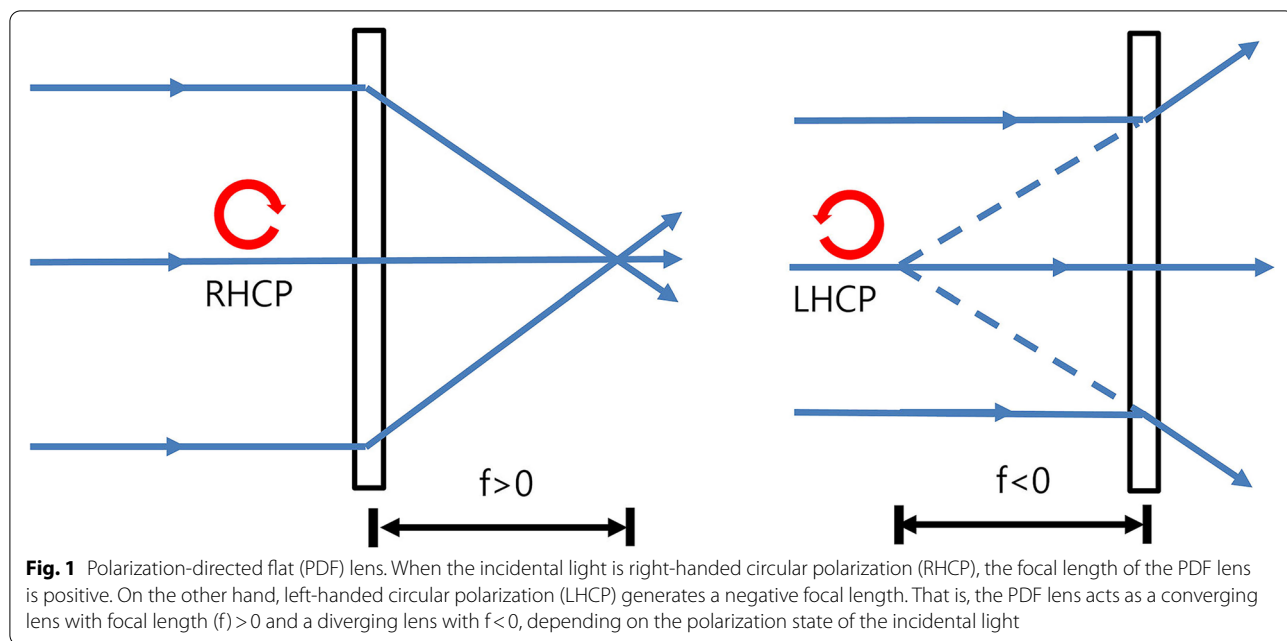 RHCP
LHCP
f>0
f<0
Fig. 1 Polarization-directed flat (PDF) lens. When the incidental light is right-handed circular polarization (RHCP), the focal length of the PDF lens
is positive. On the other hand, left-handed circular polarization (LHCP) generates a negative focal length. That is, the PDF lens acts as a converging
lens with focal length (f) > 0 and a diverging lens with f < 0, depending on the polarization state of the incidental light